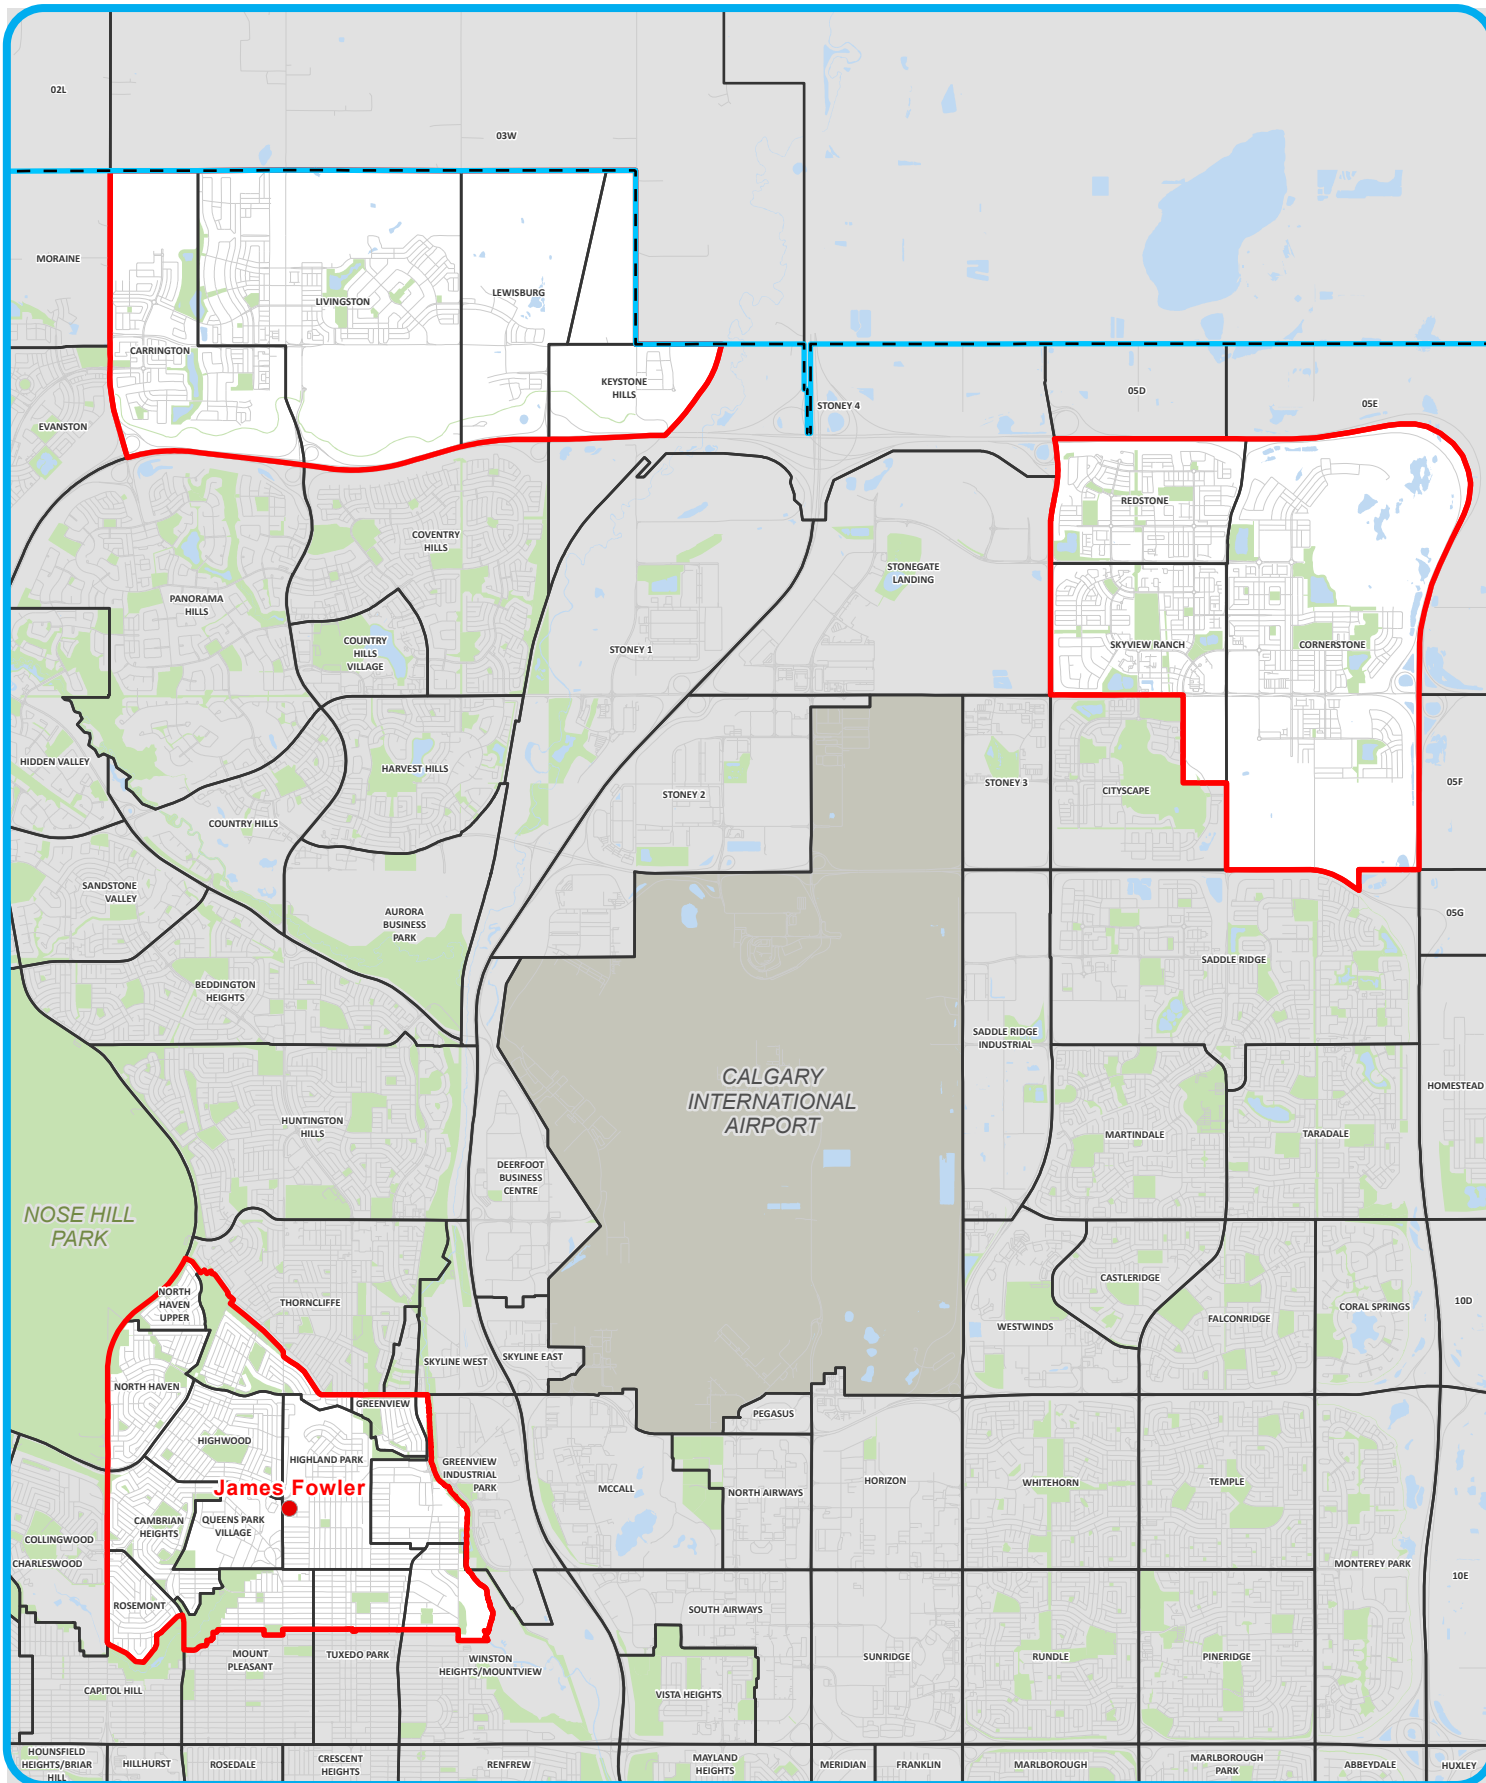 02L
03W
MORAINE
LIVINGSTON
LEWISBURG
CARRINGTON
KEYSTONE
HILLS
EVANSTON
STONEY 4
05D
05E
REDSTONE
COVENTRY
HILLS
STONEGATE
LANDING
PANORAMA
HILLS
COUNTRY
HILLS
VILLAGE
STONEY 1
SKYVIEW RANCH
CORNERSTONE
HIDDEN VALLEY
HARVEST HILLS
STONEY 2
STONEY 3
CITYSCAPE
05F
COUNTRY HILLS
SANDSTONE
VALLEY
AURORA
BUSINESS
PARK
05G
SADDLE RIDGE
BEDDINGTON
HEIGHTS
SADDLE RIDGE
INDUSTRIAL
CALGARY
INTERNATIONAL
AIRPORT
HOMESTEAD
HUNTINGTON
HILLS
MARTINDALE
TARADALE
DEERFOOT
BUSINESS
CENTRE
NOSE HILL
PARK
CASTLERIDGE
NORTH
HAVEN
UPPER
THORNCLIFFE
FALCONRIDGE
CORAL SPRINGS
10D
WESTWINDS
SKYLINE WEST
SKYLINE EAST
NORTH HAVEN
GREENVIEW
PEGASUS
HIGHWOOD
HIGHLAND PARK
GREENVIEW
INDUSTRIAL
PARK
MCCALL
NORTH AIRWAYS
HORIZON
WHITEHORN
TEMPLE
James Fowler
CAMBRIAN
HEIGHTS
QUEENS PARK
VILLAGE
COLLINGWOOD
CHARLESWOOD
MONTEREY PARK
10E
ROSEMONT
SOUTH AIRWAYS
MOUNT
PLEASANT
TUXEDO PARK
WINSTON
HEIGHTS/MOUNTVIEW
SUNRIDGE
RUNDLE
PINERIDGE
CAPITOL HILL
VISTA HEIGHTS
HOUNSFIELD
HEIGHTS/BRIAR
HILL
HILLHURST
ROSEDALE
CRESCENT
HEIGHTS
RENFREW
MAYLAND
HEIGHTS
MERIDIAN
FRANKLIN
MARLBOROUGH
MARLBOROUGH
PARK
ABBEYDALE
HUXLEY